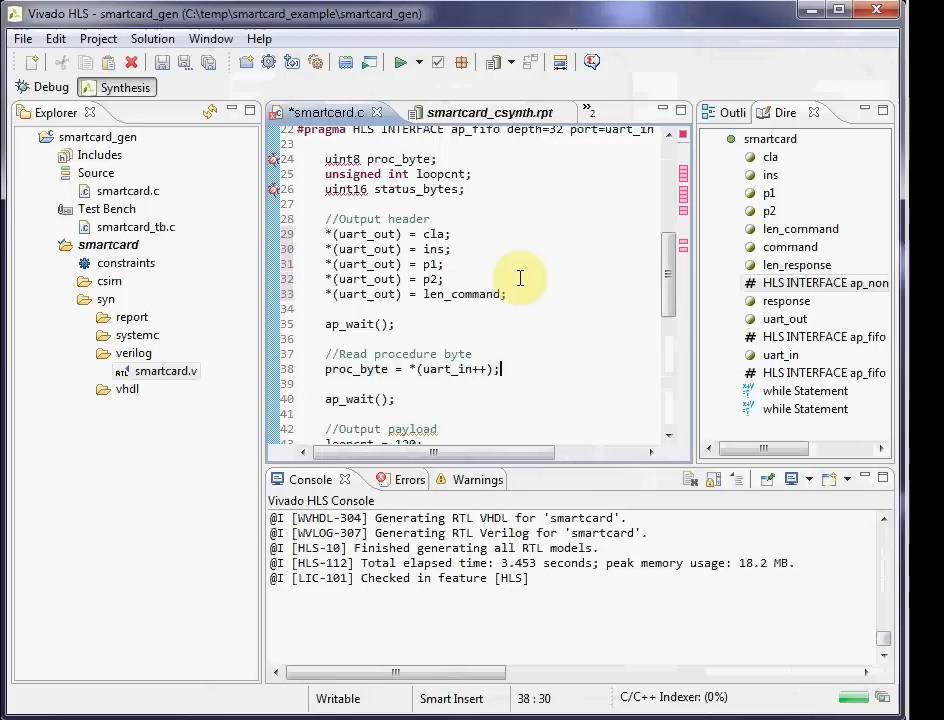 Vivado HLS - smartcard_gen (C:\temp\smartcard_example\smartcard_gen)
File Edit Project Solution Window Help
Debug Synthesis
Explorer
smartcard_gen
Includes
Source
smartcard.c
Test Bench
smartcard_tb.c
smartcard
constraints
csim
syn
report
systemc
verilog
smartcard.v
vhdl
*smartcard.c smartcard_csynth.rpt »2
22 #pragma HLS INTERFACE ap_fifo depth=32 port=uart_in
23
24 uint8 proc_byte;
25 unsigned int loopcnt;
26 uint16 status_bytes;
27
28 //Output header
29 *(uart_out) = cla;
30 *(uart_out) = ins;
31 *(uart_out) = p1;
32 *(uart_out) = p2;
33 *(uart_out) = len_command;
34
35 ap_wait();
36
37 //Read procedure byte
38 proc_byte = *(uart_in++);
39
40 ap_wait();
41
42 //Output payload
43 loopcnt = 120;
Outli Dire
smartcard
cla
ins
p1
p2
len_command
command
len_response
# HLS INTERFACE ap_non
response
uart_out
# HLS INTERFACE ap_fifo
uart_in
# HLS INTERFACE ap_fifo
while Statement
while Statement
Console Errors Warnings
Vivado HLS Console
@I [WVHDL-304] Generating RTL VHDL for 'smartcard'.
@I [WVLOG-307] Generating RTL Verilog for 'smartcard'.
@I [HLS-10] Finished generating all RTL models.
@I [HLS-112] Total elapsed time: 3.453 seconds; peak memory usage: 18.2 MB.
@I [LIC-101] Checked in feature [HLS]
Writable Smart Insert 38 : 30 C/C++ Indexer: (0%)